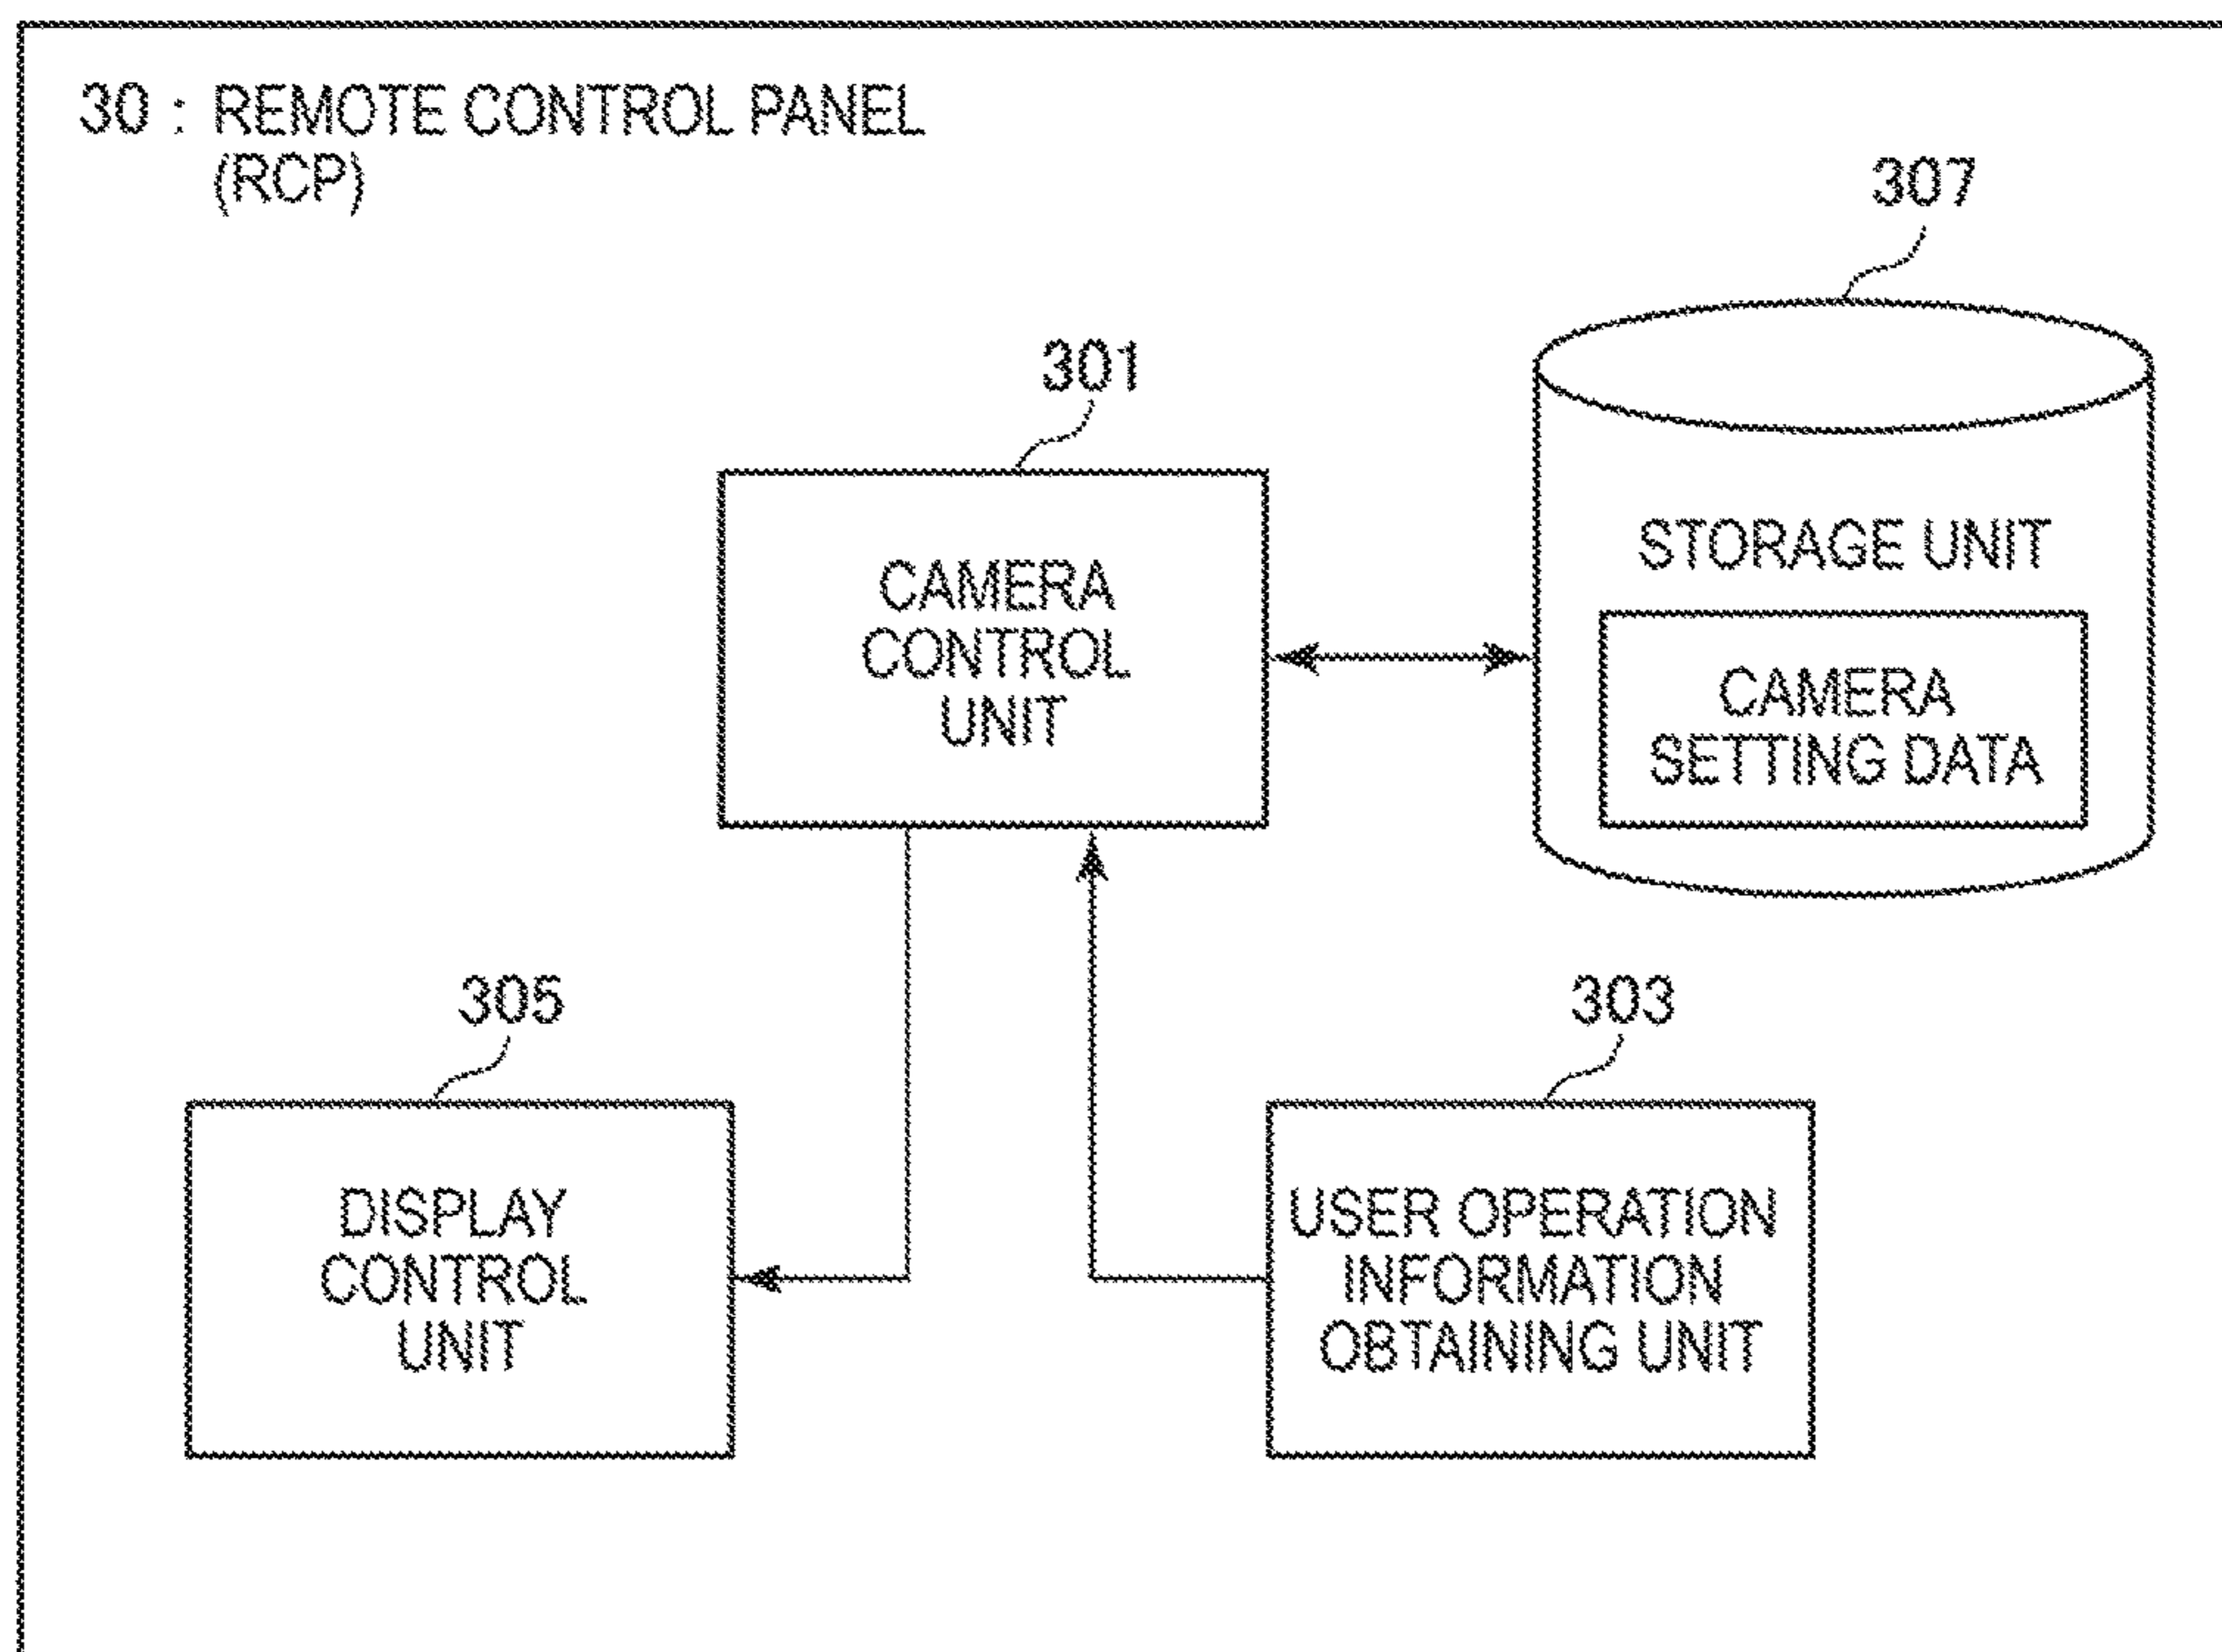 30 : REMOTE CONTROL PANEL
(RCP)
307
301
CAMERA
CONTROL
UNIT
STORAGE UNIT
CAMERA
SETTING DATA
305
303
DISPLAY
CONTROL
UNIT
USER OPERATION
INFORMATION
OBTAINING UNIT